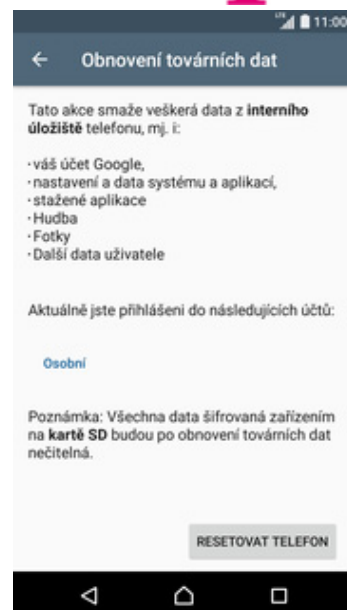 LTE 11:00
Obnovení továrních dat
Tato akce smaže veškerá data z interního
úložiště telefonu, mj. i:
·váš účet Google,
·nastavení a data systému a aplikací,
·stažené aplikace
·Hudba
·Fotky
·Další data uživatele
Aktuálně jste přihlášeni do následujících účtů:
Osobní
Poznámka: Všechna data šifrovaná zařízením
na kartě SD budou po obnovení továrních dat
nečitelná.
RESETOVAT TELEFON